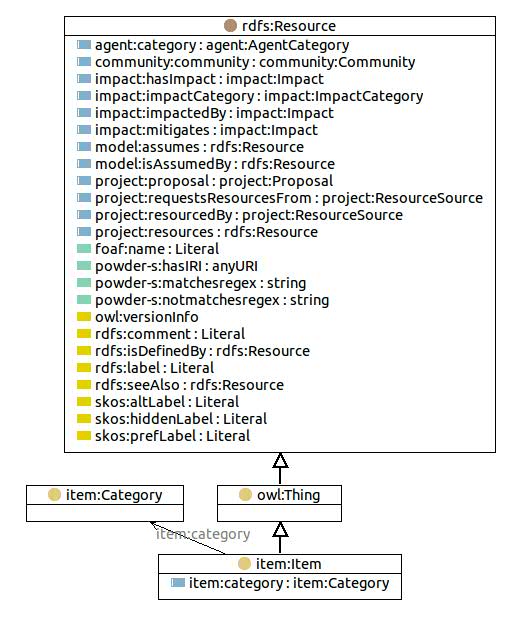 rdfs:Resource
agent:category : agent:AgentCategory
community:community : community:Community
impact:hasImpact : impact:Impact
impact:impactCategory : impact:ImpactCategory
impact:impactedBy : impact:Impact
impact:mitigates : impact:Impact
model:assumes : rdfs:Resource
model:isAssumedBy : rdfs:Resource
project:proposal : project:Proposal
project:requestsResourcesFrom : project:ResourceSource
project:resourcedBy : project:ResourceSource
project:resources : rdfs:Resource
foaf:name : Literal
powder-s:hasIRI : anyURI
powder-s:matchesregex : string
powder-s:notmatchesregex : string
owl:versionInfo
rdfs:comment : Literal
rdfs:isDefinedBy : rdfs:Resource
rdfs:label : Literal
rdfs:seeAlso : rdfs:Resource
skos:altLabel : Literal
skos:hiddenLabel : Literal
skos:prefLabel : Literal
item:Category
owl:Thing
item:category
item:Item
item:category : item:Category